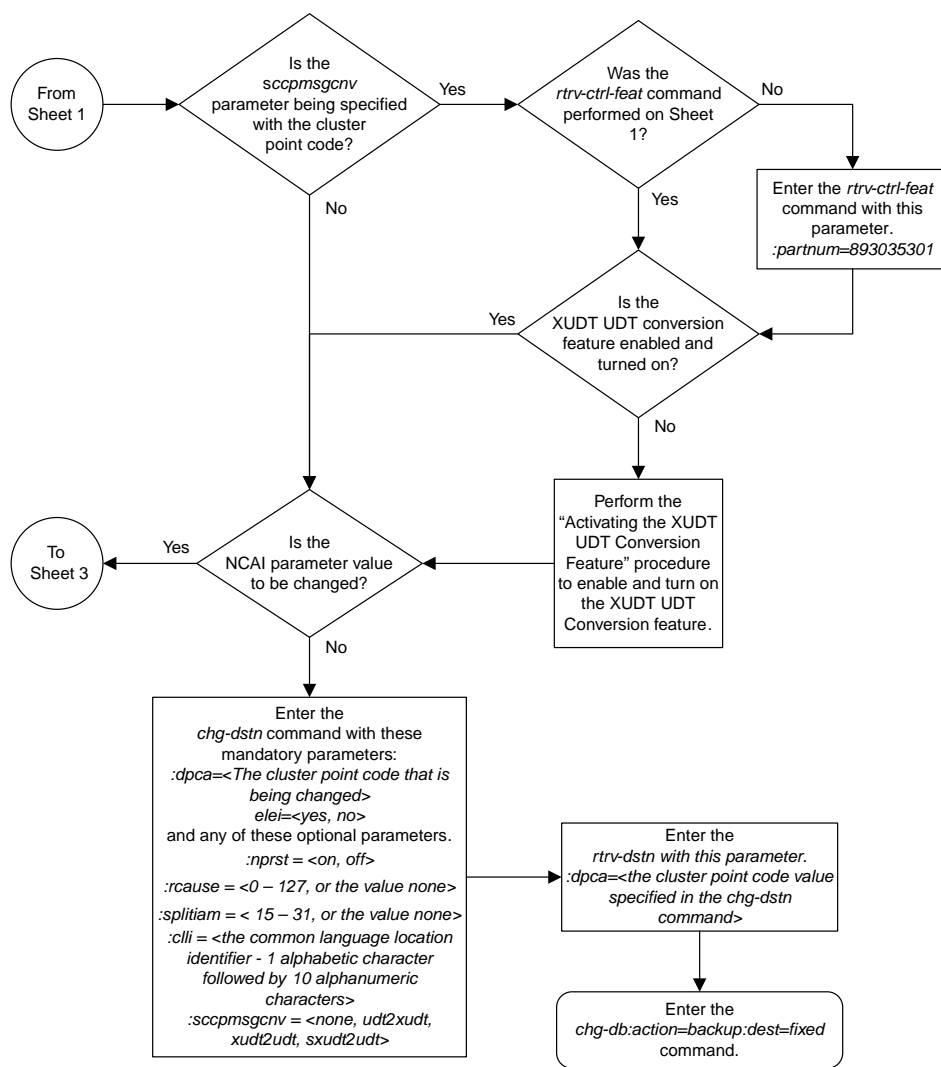 From
Sheet 1
Is the
sccpmsgcnv
parameter being specified
with the cluster
point code?
Yes
Was the
rtrv-ctrl-feat command
performed on Sheet
1?
No
No
Yes
Enter the rtrv-ctrl-feat
command with this
parameter.
:partnum=893035301
Is the
XUDT UDT conversion
feature enabled and
turned on?
Yes
No
Perform the
“Activating the XUDT
UDT Conversion
Feature” procedure
to enable and turn on
the XUDT UDT
Conversion feature.
Is the
NCAI parameter value
to be changed?
Yes
To
Sheet 3
No
Enter the
chg-dstn command with these
mandatory parameters:
:dpca=<The cluster point code that is
being changed>
elei=<yes, no>
and any of these optional parameters.
:nprst = <on, off>
:rcause = <0 – 127, or the value none>
:splitiam = < 15 – 31, or the value none>
:clli = <the common language location
identifier - 1 alphabetic character
followed by 10 alphanumeric
characters>
:sccpmsgcnv = <none, udt2xudt,
xudt2udt, sxudt2udt>
Enter the
rtrv-dstn with this parameter.
:dpca=<the cluster point code value
specified in the chg-dstn
command>
Enter the
chg-db:action=backup:dest=fixed
command.